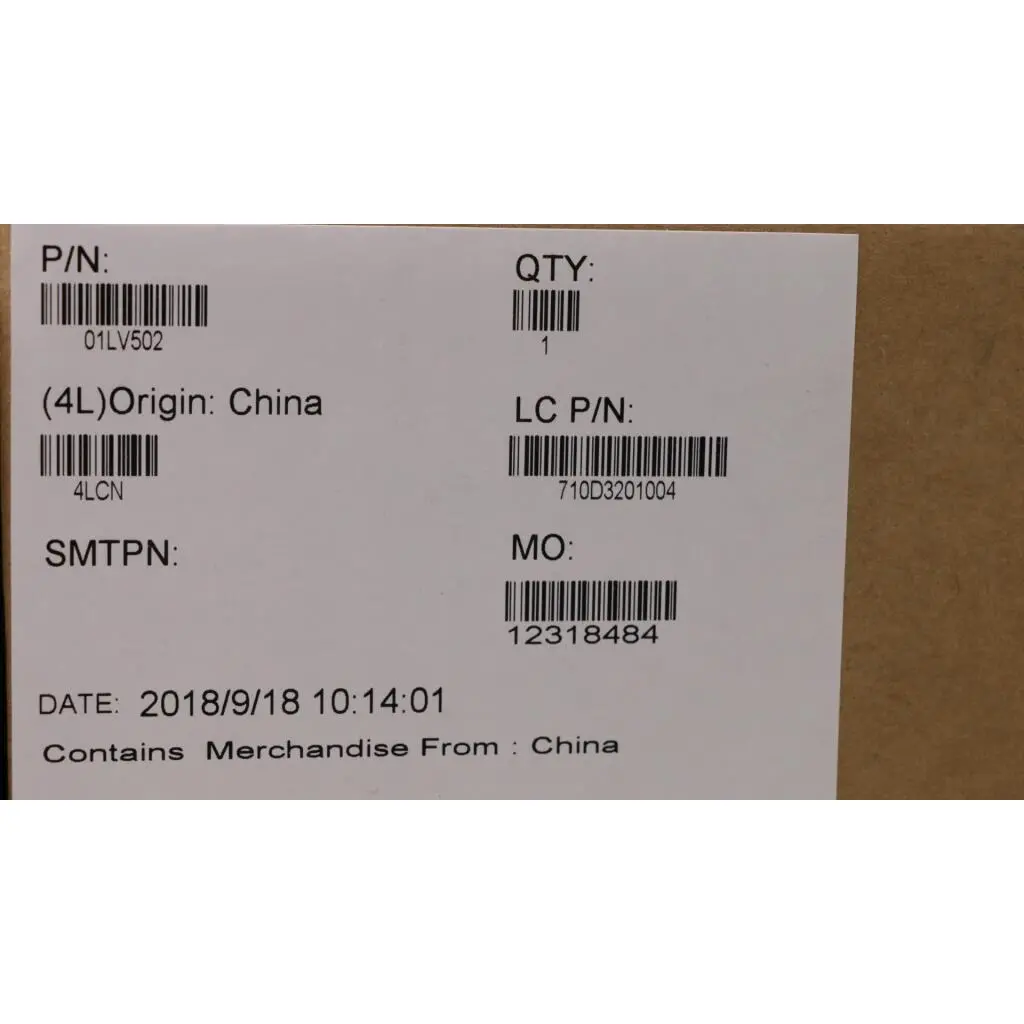 P/N:
01LV502
QTY:
1
(4L)Origin: China
4LCN
LC P/N:
710D3201004
SMTPN:
MO:
12318484
DATE: 2018/9/18 10:14:01
Contains Merchandise From : China